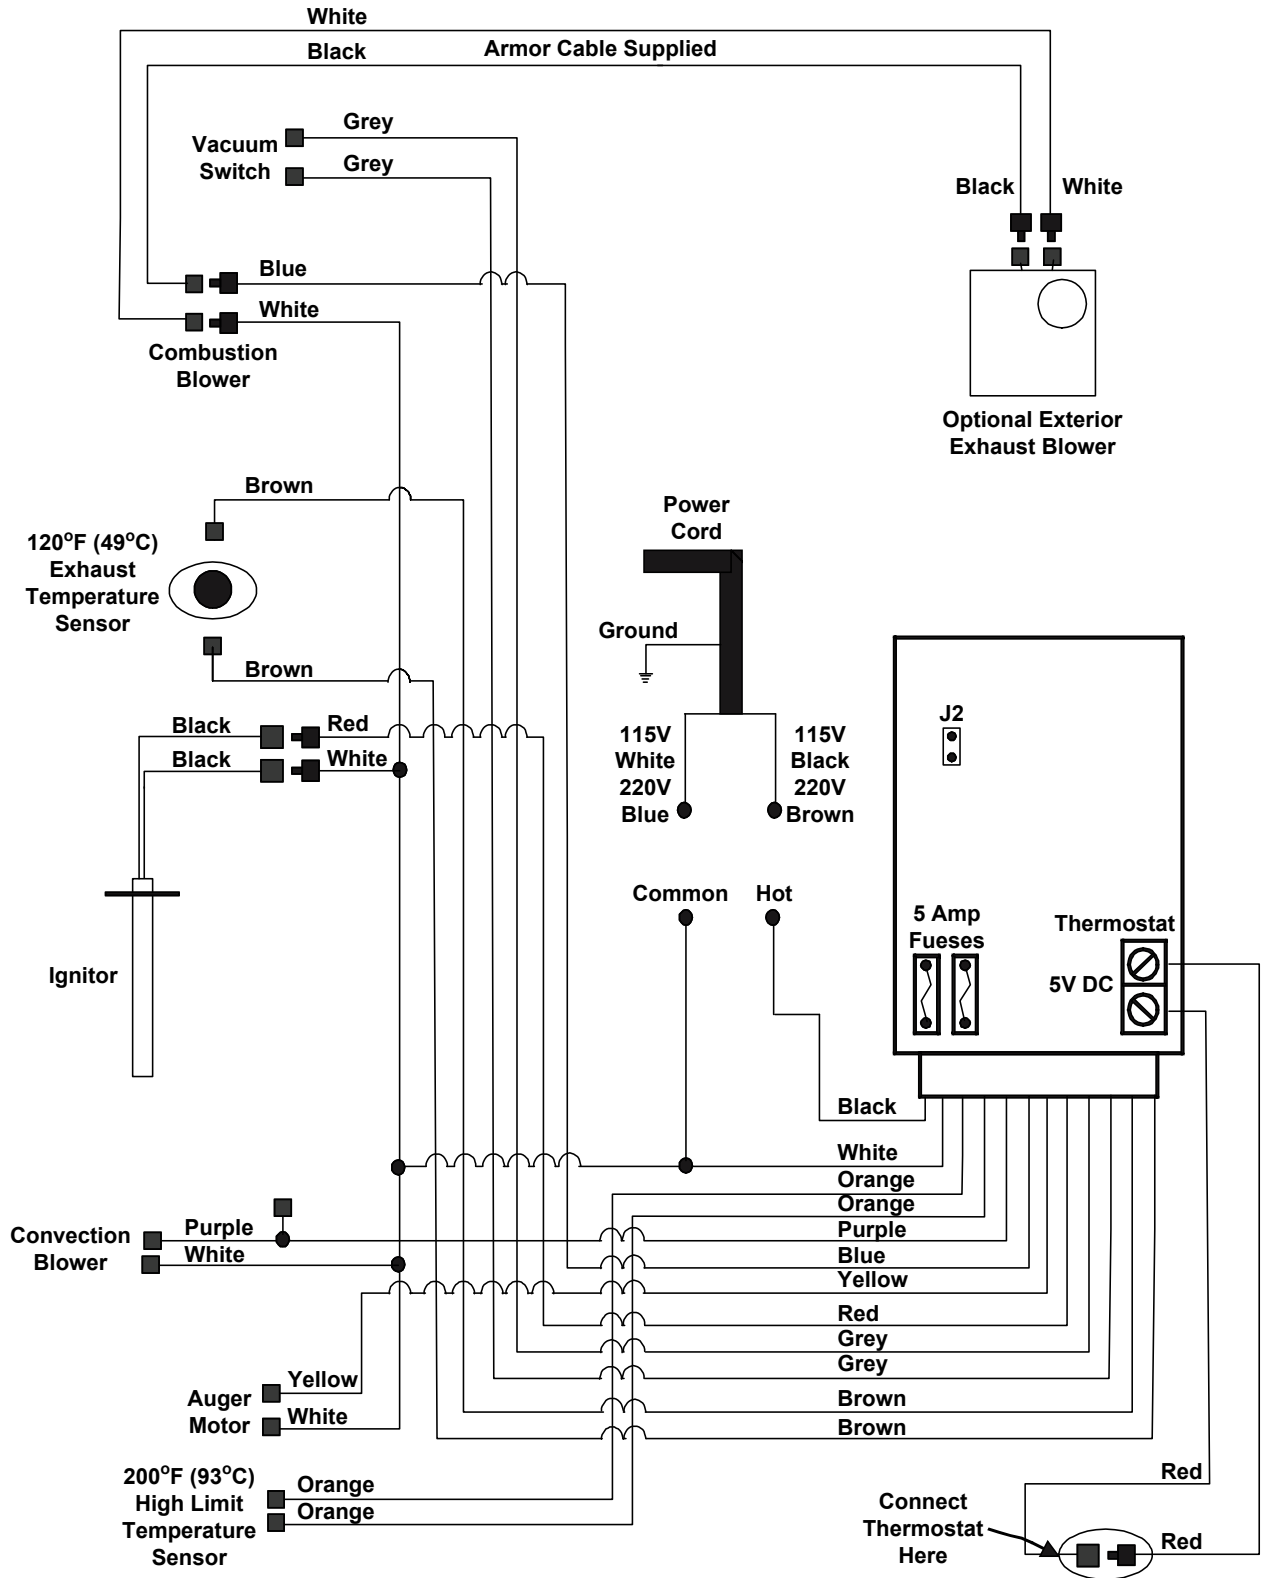 White
Black
Armor Cable Supplied
Grey
Vacuum
Switch
Grey
Black
White
Blue
White
Combustion
Blower
Optional Exterior
Exhaust Blower
Brown
120°F (49°C)
Exhaust
Temperature
Sensor
Brown
Power
Cord
Ground
115V
White
220V
Blue
115V
Black
220V
Brown
J2
Black
Red
Black
White
Ignitor
Common
Hot
5 Amp
Fueses
Thermostat
5V DC
Black
White
Orange
Orange
Purple
Blue
Yellow
Red
Grey
Grey
Brown
Brown
Convection
Blower
Purple
White
Auger
Motor
Yellow
White
200°F (93°C)
High Limit
Temperature
Sensor
Orange
Orange
Connect
Thermostat
Here
Red
Red